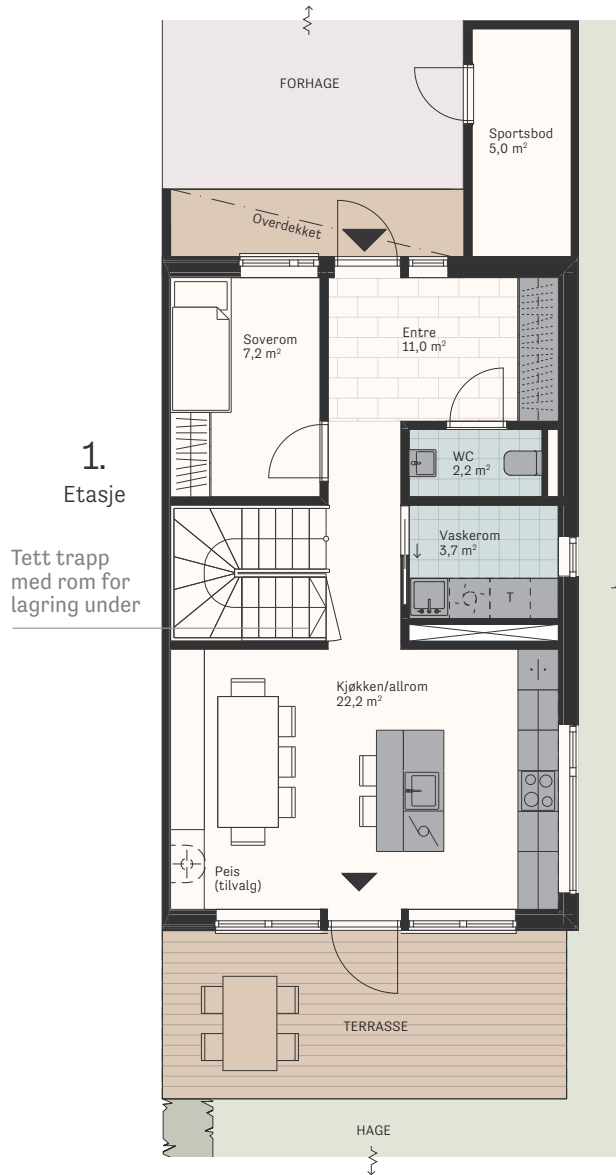 FORHAGE
Sportsbod
5,0 m²
Overdekket
Soverom
7,2 m²
Entre
11,0 m²
1.
Etasje
WC
2,2 m²
Tett trapp
med rom for
lagring under
Vaskerom
3,7 m²
T
Kjøkken/allrom
22,2 m²
Peis
(tilvalg)
TERRASSE
HAGE